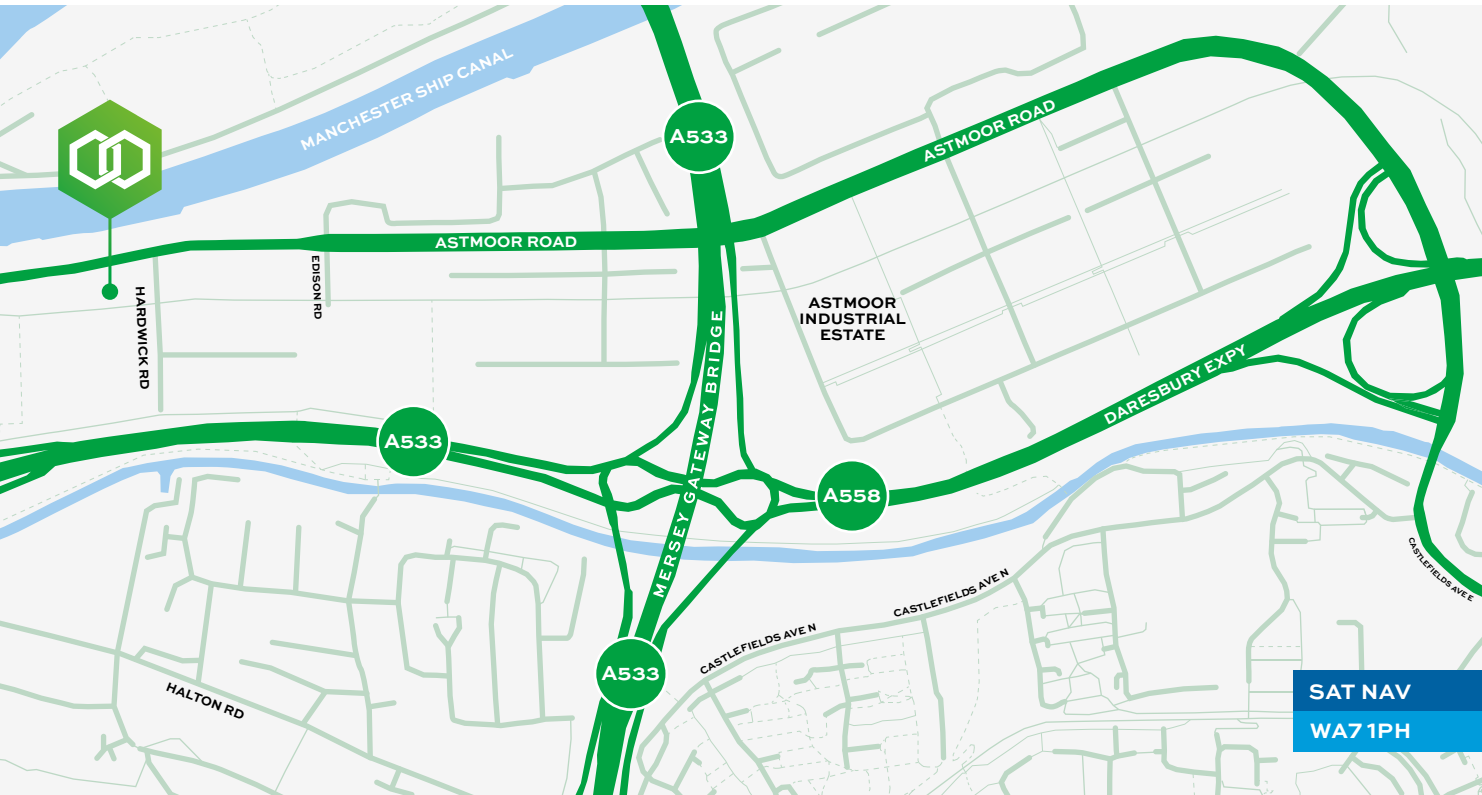 MANCHESTER SHIP CANAL
A533
ASTMOOR ROAD
ASTMOOR ROAD
EDISON RD
HARDWICK RD
ASTMOOR
INDUSTRIAL
ESTATE
MERSEY GATEWAY BRIDGE
DARESBURY EXPY
A533
A558
CASTLEFIELDS AVE E
CASTLEFIELDS AVE N
CASTLEFIELDS AVE N
A533
HALTON RD
SAT NAV
WA7 1PH